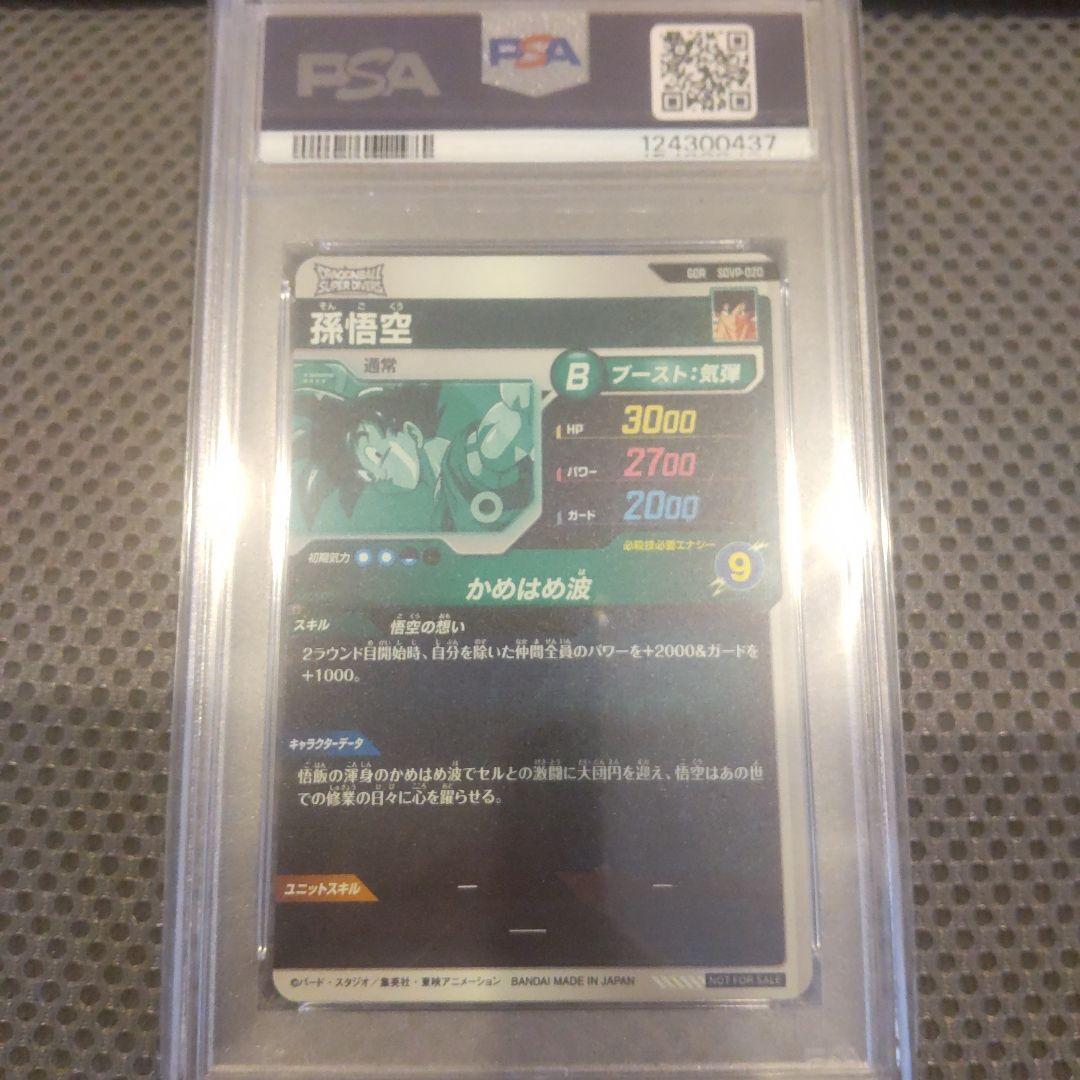 PSA
PSA
124300437
DRAGONBALL
SUPER DIVERS
GDR SDVP-020
そん ご くう
孫悟空
通常
B ブースト:気弾
HP 3000
パワー 2700
ガード 2000
初期気力
必殺技必要エナジー
9
は
かめはめ波
スキル
ご くう おも
悟空の想い
2ラウンド目開始時、自分を除いた仲間全員のパワーを+2000&ガードを
+1000。
キャラクターデータ
悟飯の渾身のかめはめ波でセルとの激闘に大団円を迎え、悟空はあの世
での修業の日々に心を躍らせる。
ユニットスキル
—
—
—
©バード・スタジオ/集英社・東映アニメーション BANDAI MADE IN JAPAN
NOT FOR SALE